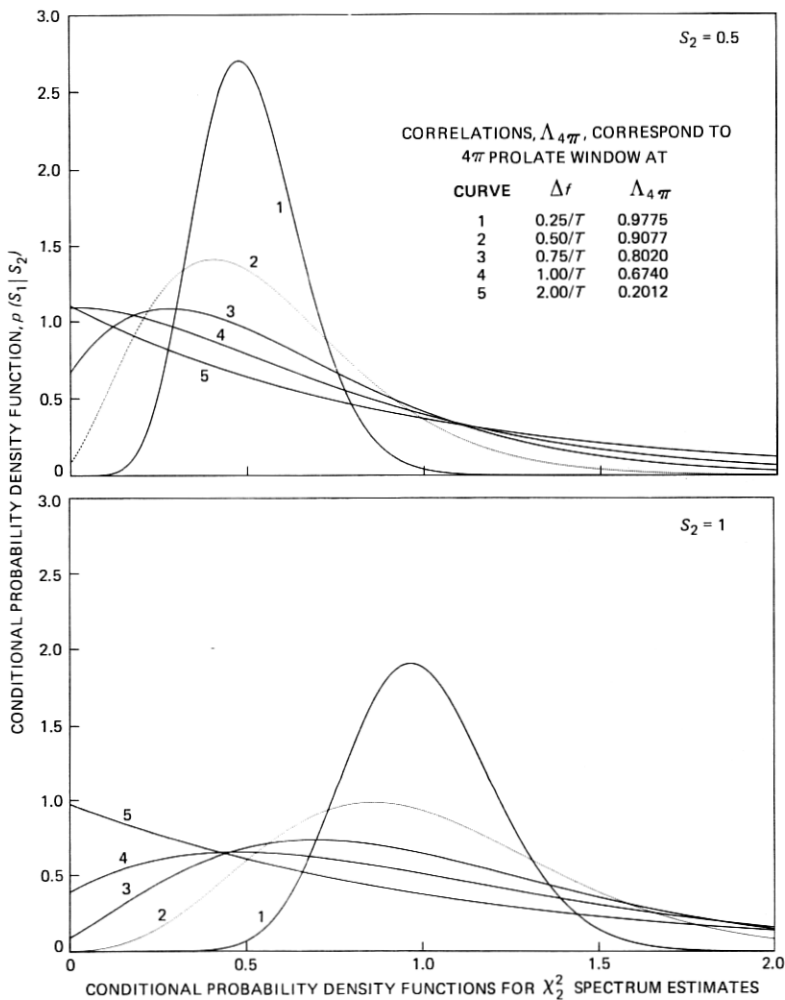 CONDITIONAL PROBABILITY DENSITY FUNCTION, p (S₁| S₂)
3.0
2.5
2.0
1.5
1.0
0.5
0
S₂ = 0.5
CORRELATIONS, Λ₄π, CORRESPOND TO
4π PROLATE WINDOW AT
CURVE Δf Λ₄π
1 0.25/T 0.9775
2 0.50/T 0.9077
3 0.75/T 0.8020
4 1.00/T 0.6740
5 2.00/T 0.2012
1
2
3
4
5
3.0
2.5
2.0
1.5
1.0
0.5
0
S₂ = 1
5
4
3
2
1
0 0.5 1.0 1.5 2.0
CONDITIONAL PROBABILITY DENSITY FUNCTIONS FOR χ²₂ SPECTRUM ESTIMATES